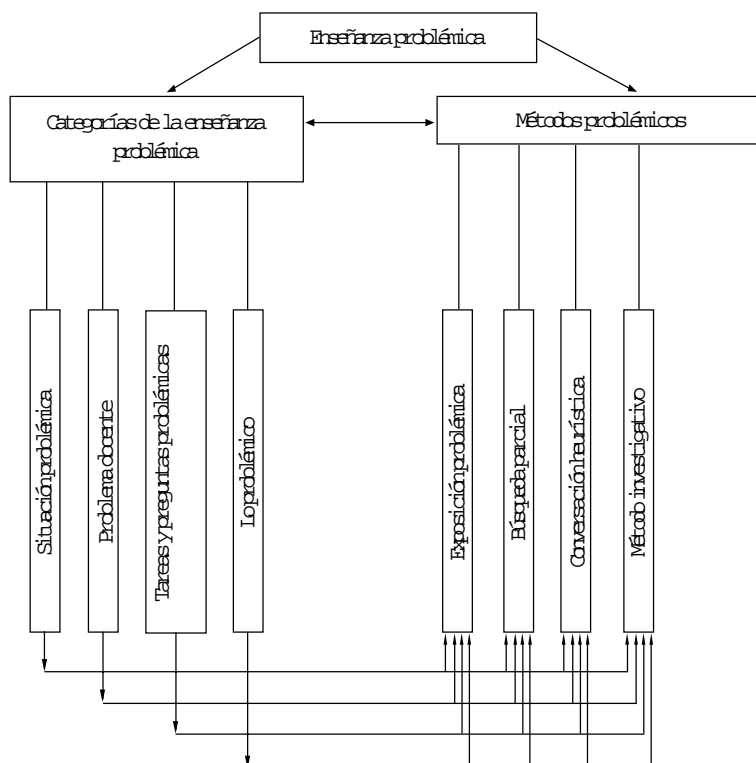 Enseñanza problémica
Categorías de la enseñanza
problémica
Métodos problémicos
Situación problémica
Problema docente
Tareas y preguntas problémicas
Lo problémico
Exposición problémica
Búsqueda parcial
Conversación heurística
Método investigativo